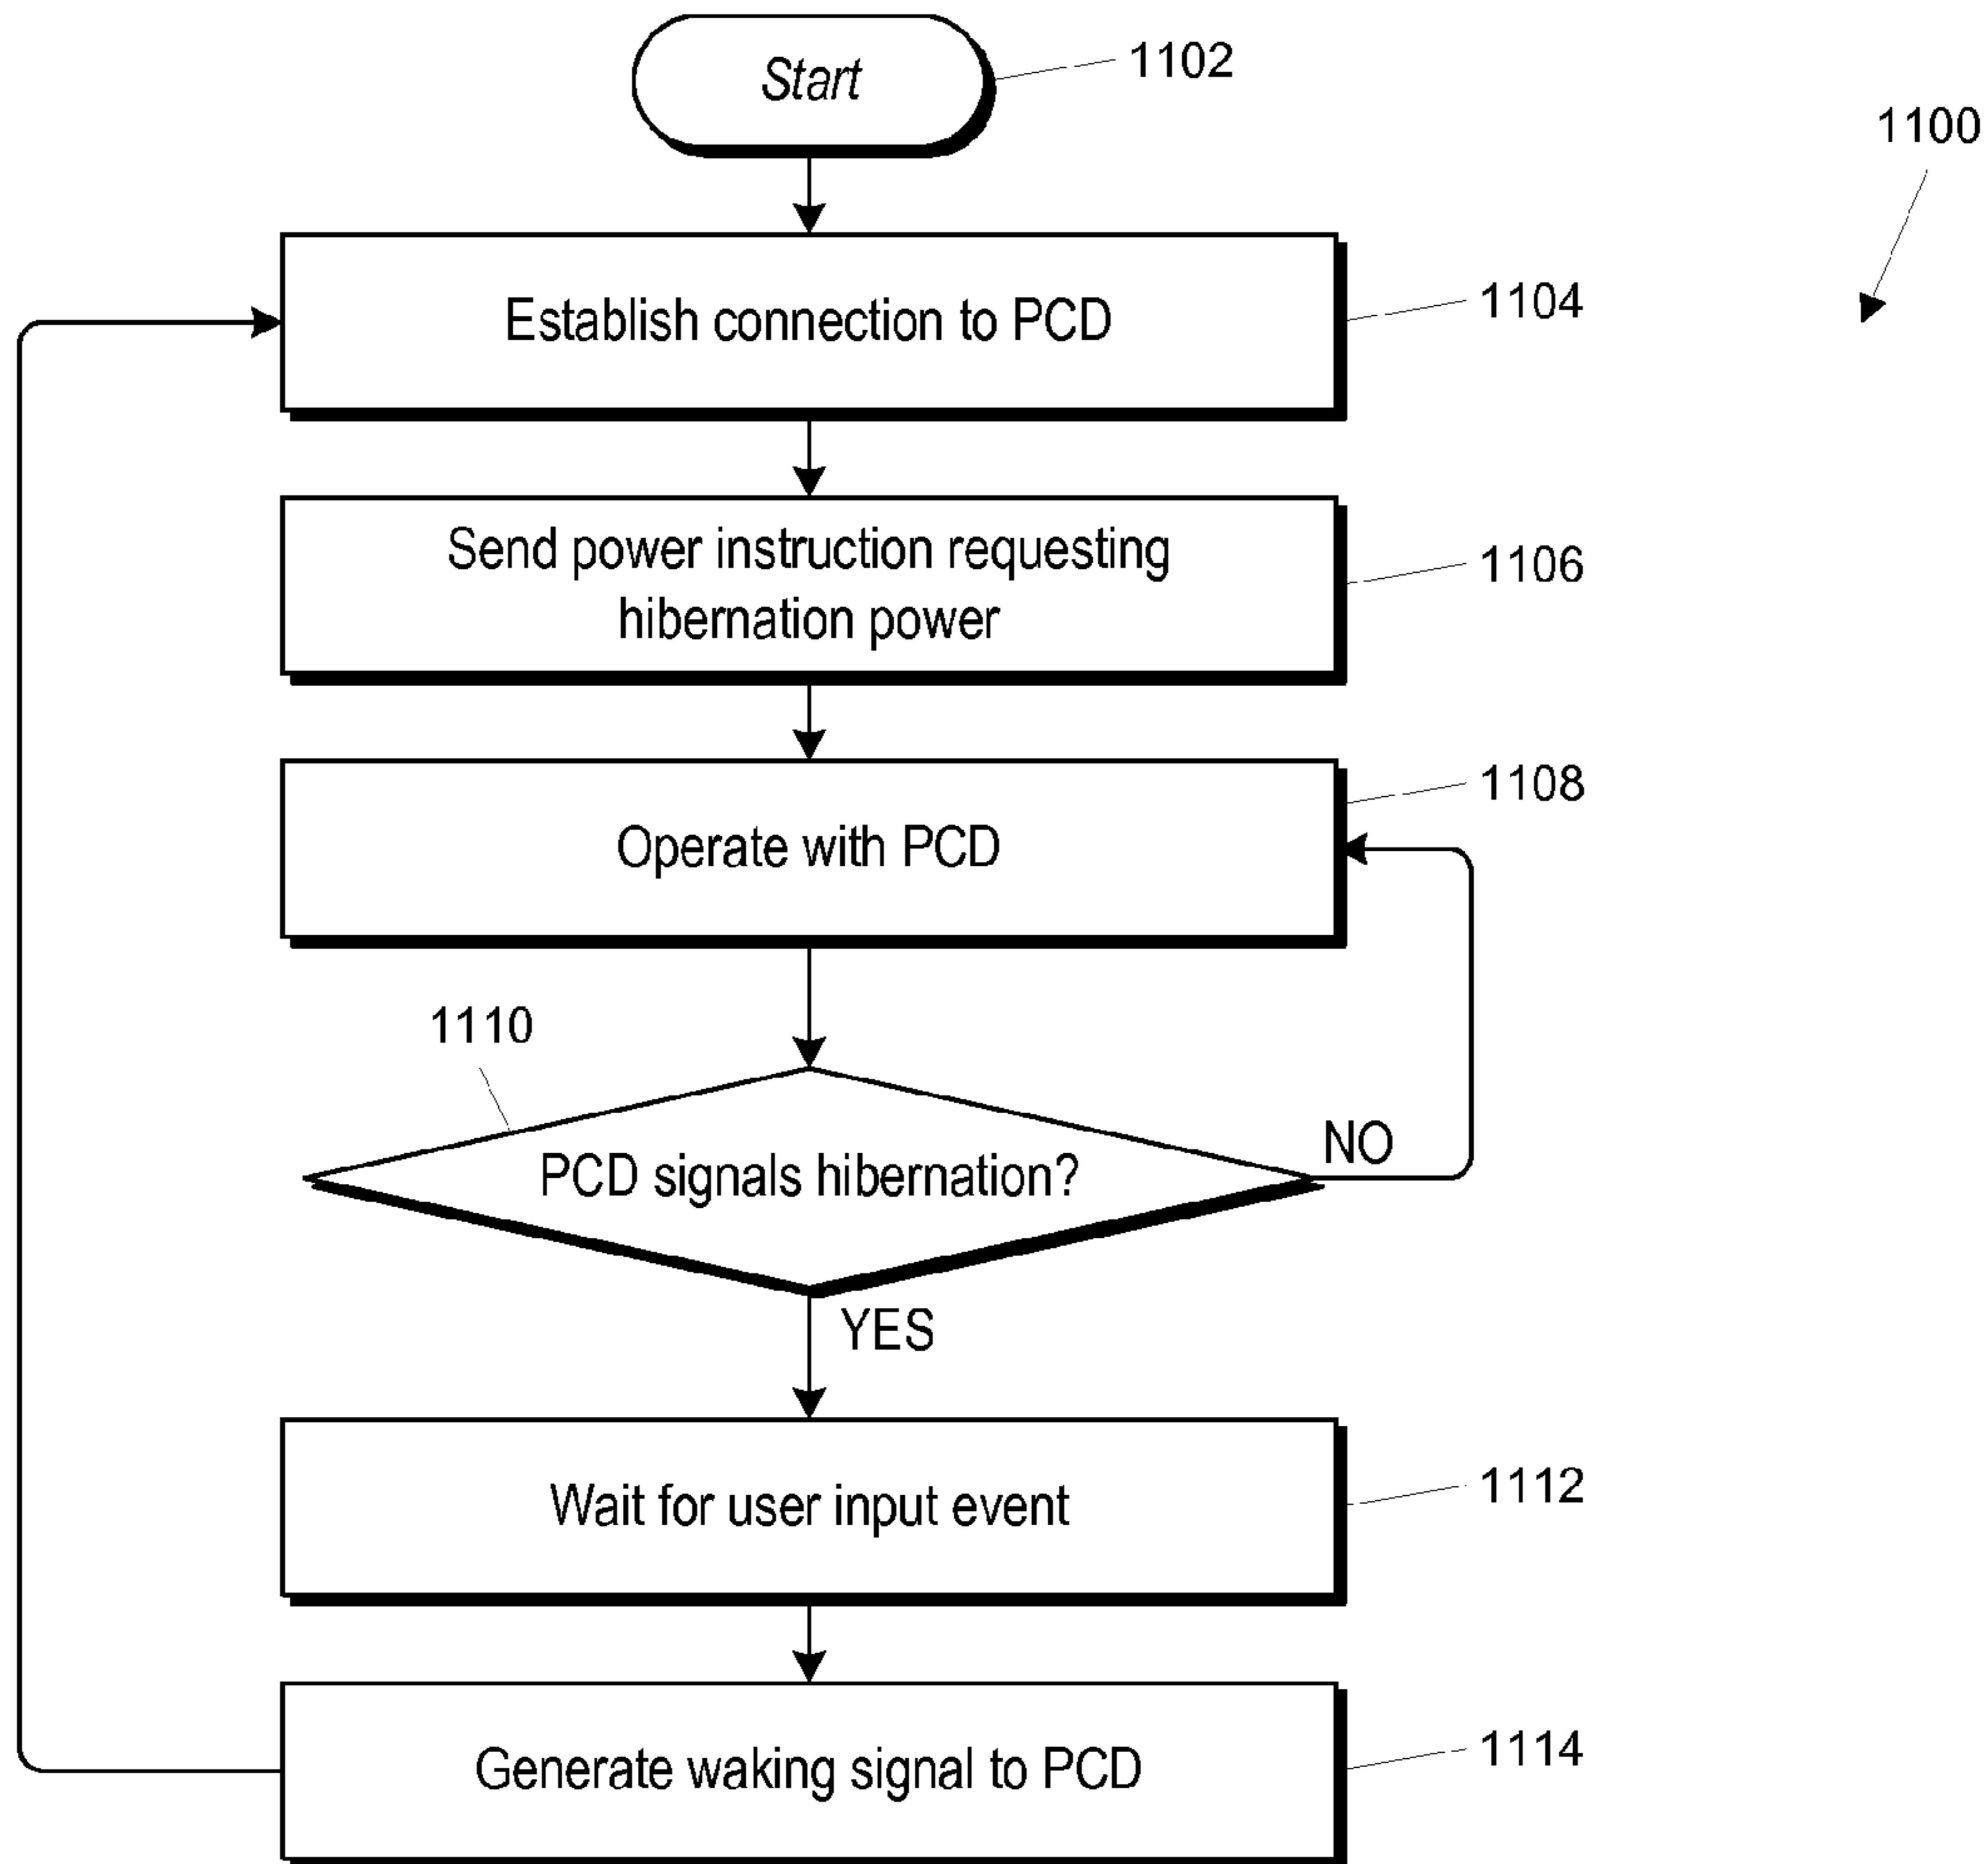 Start
1102
1100
Establish connection to PCD
1104
Send power instruction requesting
hibernation power
1106
1108
Operate with PCD
1110
PCD signals hibernation?
NO
YES
Wait for user input event
1112
Generate waking signal to PCD
1114